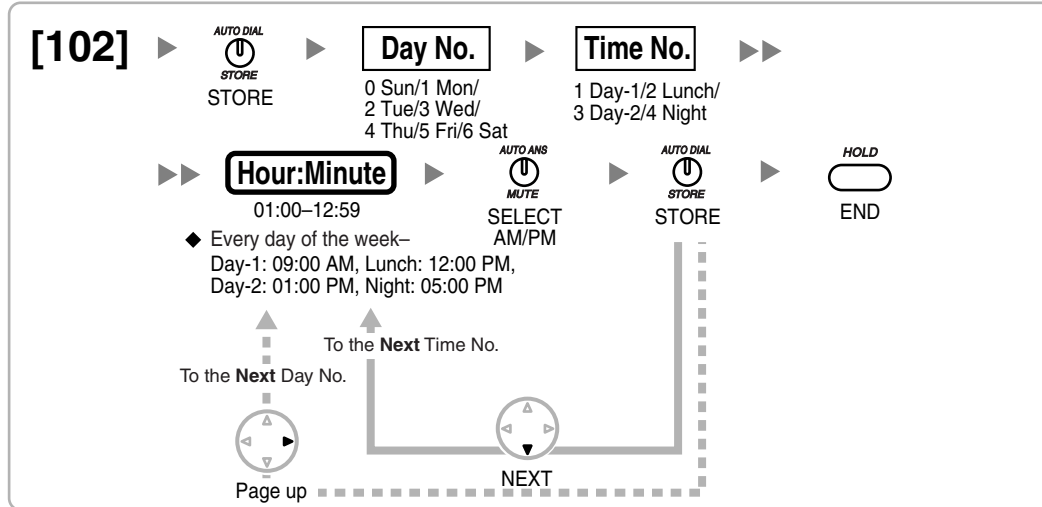 [102]
AUTO DIAL
STORE
STORE
Day No.
0 Sun/1 Mon/
2 Tue/3 Wed/
4 Thu/5 Fri/6 Sat
Time No.
1 Day-1/2 Lunch/
3 Day-2/4 Night
Hour:Minute
01:00–12:59
◆ Every day of the week–
Day-1: 09:00 AM, Lunch: 12:00 PM,
Day-2: 01:00 PM, Night: 05:00 PM
AUTO ANS
MUTE
SELECT
AM/PM
AUTO DIAL
STORE
STORE
HOLD
END
To the Next Time No.
To the Next Day No.
Page up
NEXT